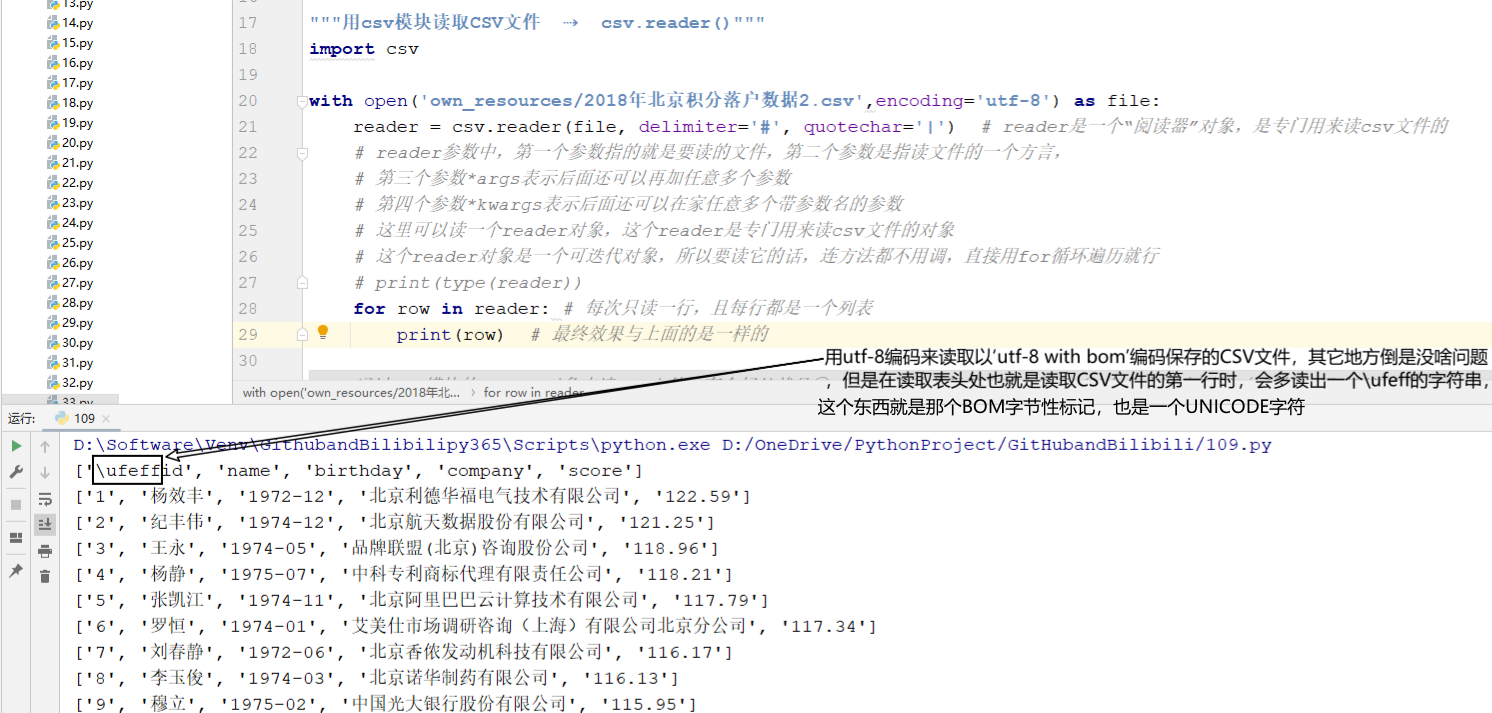 13.py
14.py
15.py
16.py
17.py
18.py
19.py
20.py
21.py
22.py
23.py
24.py
25.py
26.py
27.py
28.py
29.py
30.py
31.py
32.py
33.py
17 """用csv模块读取CSV文件 ⇢ csv.reader()"""
18 import csv
19
20 with open('own_resources/2018年北京积分落户数据2.csv',encoding='utf-8') as file:
21 reader = csv.reader(file, delimiter='#', quotechar='|') # reader是一个“阅读器”对象，是专门用来读csv文件的
22 # reader参数中，第一个参数指的就是要读的文件，第二个参数是指读文件的一个方言，
23 # 第三个参数*args表示后面还可以再加任意多个参数
24 # 第四个参数*kwargs表示后面还可以在家任意多个带参数名的参数
25 # 这里可以读一个reader对象，这个reader是专门用来读csv文件的对象
26 # 这个reader对象是一个可迭代对象，所以要读它的话，连方法都不用调，直接用for循环遍历就行
27 # print(type(reader))
28 for row in reader: # 每次只读一行，且每行都是一个列表
29 print(row) # 最终效果与上面的是一样的
30
用utf-8编码来读取以‘utf-8 with bom’编码保存的CSV文件，其它地方倒是没啥问题
，但是在读取表头处也就是读取CSV文件的第一行时，会多读出一个\ufeff的字符串，
这个东西就是那个BOM字节性标记，也是一个UNICODE字符
with open('own_resources/2018年北... › for row in reader
运行: 109 ×
D:\Software\Venv\GithubandBilibilipy365\Scripts\python.exe D:/OneDrive/PythonProject/GitHubandBilibili/109.py
['\ufeffid', 'name', 'birthday', 'company', 'score']
['1', '杨效丰', '1972-12', '北京利德华福电气技术有限公司', '122.59']
['2', '纪丰伟', '1974-12', '北京航天数据股份有限公司', '121.25']
['3', '王永', '1974-05', '品牌联盟(北京)咨询股份公司', '118.96']
['4', '杨静', '1975-07', '中科专利商标代理有限责任公司', '118.21']
['5', '张凯江', '1974-11', '北京阿里巴巴云计算技术有限公司', '117.79']
['6', '罗恒', '1974-01', '艾美仕市场调研咨询（上海）有限公司北京分公司', '117.34']
['7', '刘春静', '1972-06', '北京香侬发动机科技有限公司', '116.17']
['8', '李玉俊', '1974-03', '北京诺华制药有限公司', '116.13']
['9', '穆立', '1975-02', '中国光大银行股份有限公司', '115.95']